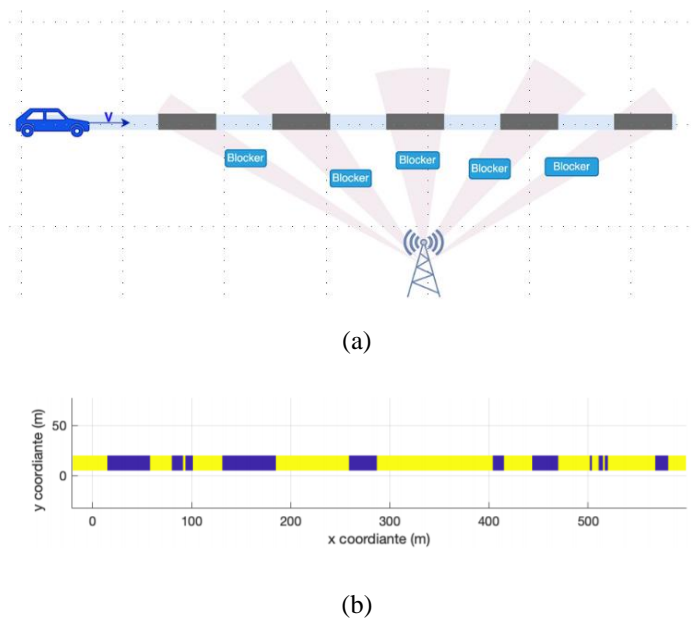 V
Blocker
Blocker
Blocker
Blocker
Blocker
(a)
50
0
y coordiante (m)
0 100 200 300 400 500
x coordiante (m)
(b)